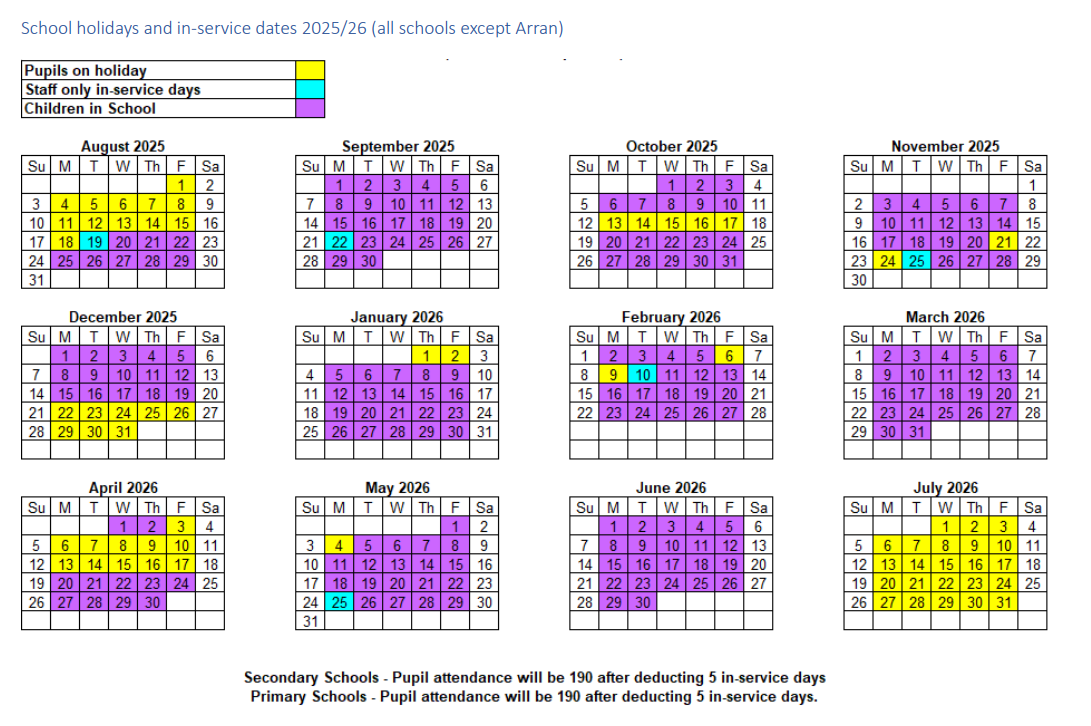 School holidays and in-service dates 2025/26 (all schools except Arran)
Pupils on holiday
Staff only in-service days
Children in School
August 2025 September 2025 October 2025 November 2025
Su M T W Th F Sa Su M T W Th F Sa Su M T W Th F Sa Su M T W Th F Sa
1 2 1 2 3 4 5 6 1 2 3 4 1
3 4 5 6 7 8 9 7 8 9 10 11 12 13 5 6 7 8 9 10 11 2 3 4 5 6 7 8
10 11 12 13 14 15 16 14 15 16 17 18 19 20 12 13 14 15 16 17 18 9 10 11 12 13 14 15
17 18 19 20 21 22 23 21 22 23 24 25 26 27 19 20 21 22 23 24 25 16 17 18 19 20 21 22
24 25 26 27 28 29 30 28 29 30 26 27 28 29 30 31 23 24 25 26 27 28 29
31 30
December 2025 January 2026 February 2026 March 2026
Su M T W Th F Sa Su M T W Th F Sa Su M T W Th F Sa Su M T W Th F Sa
1 2 3 4 5 6 1 2 3 1 2 3 4 5 6 7 1 2 3 4 5 6 7
7 8 9 10 11 12 13 4 5 6 7 8 9 10 8 9 10 11 12 13 14 8 9 10 11 12 13 14
14 15 16 17 18 19 20 11 12 13 14 15 16 17 15 16 17 18 19 20 21 15 16 17 18 19 20 21
21 22 23 24 25 26 27 18 19 20 21 22 23 24 22 23 24 25 26 27 28 22 23 24 25 26 27 28
28 29 30 31 25 26 27 28 29 30 31 29 30 31
April 2026 May 2026 June 2026 July 2026
Su M T W Th F Sa Su M T W Th F Sa Su M T W Th F Sa Su M T W Th F Sa
1 2 3 4 1 2 1 2 3 4 5 6 1 2 3 4
5 6 7 8 9 10 11 3 4 5 6 7 8 9 7 8 9 10 11 12 13 5 6 7 8 9 10 11
12 13 14 15 16 17 18 10 11 12 13 14 15 16 14 15 16 17 18 19 20 12 13 14 15 16 17 18
19 20 21 22 23 24 25 17 18 19 20 21 22 23 21 22 23 24 25 26 27 19 20 21 22 23 24 25
26 27 28 29 30 24 25 26 27 28 29 30 28 29 30 26 27 28 29 30 31
31
Secondary Schools - Pupil attendance will be 190 after deducting 5 in-service days
Primary Schools - Pupil attendance will be 190 after deducting 5 in-service days.